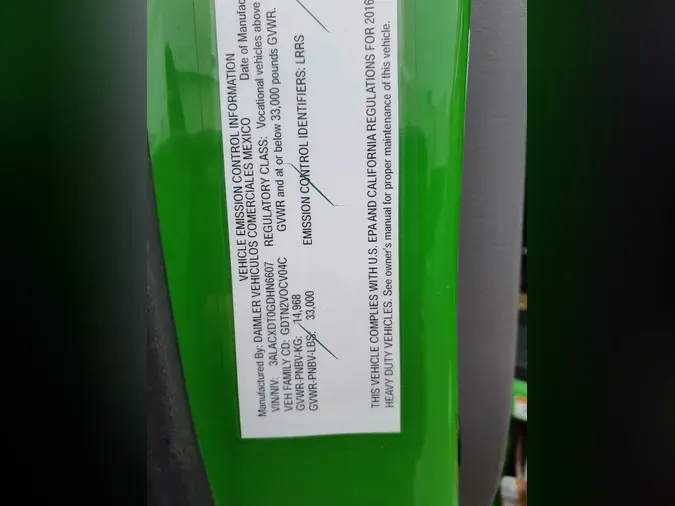 VEHICLE EMISSION CONTROL INFORMATION
Manufactured By: DAIMLER VEHICULOS COMERCIALES MEXICO Date of Manufac
VIN/NIV: 3ALACXDT0GDHN6607 REGULATORY CLASS: Vocational vehicles above
VEH FAMILY CD: GDTN2VOCV04C GVWR and at or below 33,000 pounds GVWR.
GVWR-PNBV-KG: 14,968
GVWR-PNBV-LBS: 33,000 EMISSION CONTROL IDENTIFIERS: LRRS
THIS VEHICLE COMPLIES WITH U.S. EPA AND CALIFORNIA REGULATIONS FOR 2016
HEAVY DUTY VEHICLES. See owner's manual for proper maintenance of this vehicle.